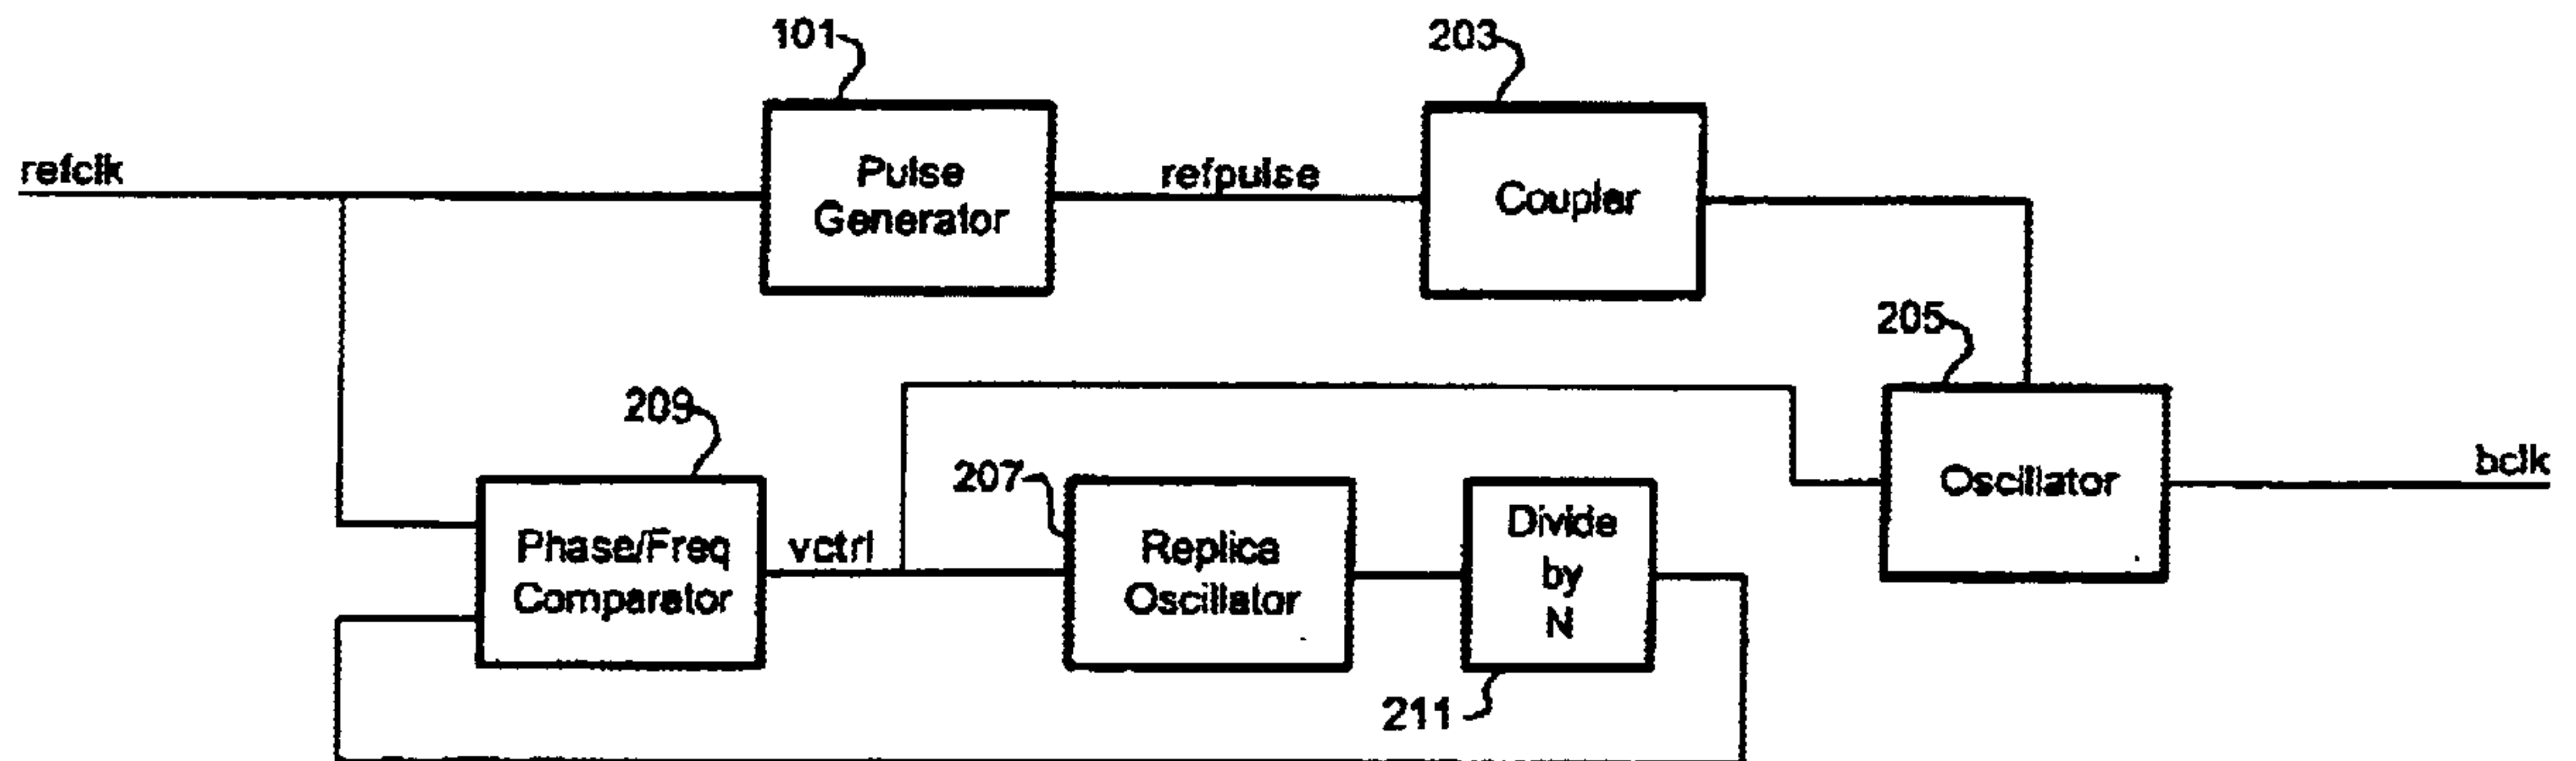 101
203
refclk
Pulse
Generator
refpulse
Coupler
205
209
207
Phase/Freq
Comparator
vctrl
Replica
Oscillator
Divide
by
N
Oscillator
bclk
211